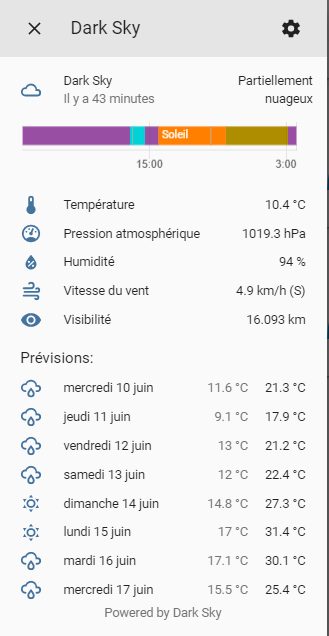 Dark Sky
Dark Sky Partiellement
Il y a 43 minutes nuageux
Soleil
15:00 3:00
Température 10.4 °C
Pression atmosphérique 1019.3 hPa
Humidité 94 %
Vitesse du vent 4.9 km/h (S)
Visibilité 16.093 km
Prévisions:
mercredi 10 juin 11.6 °C 21.3 °C
jeudi 11 juin 9.1 °C 17.9 °C
vendredi 12 juin 13 °C 21.2 °C
samedi 13 juin 12 °C 22.4 °C
dimanche 14 juin 14.8 °C 27.3 °C
lundi 15 juin 17 °C 31.4 °C
mardi 16 juin 17.1 °C 30.1 °C
mercredi 17 juin 15.5 °C 25.4 °C
Powered by Dark Sky